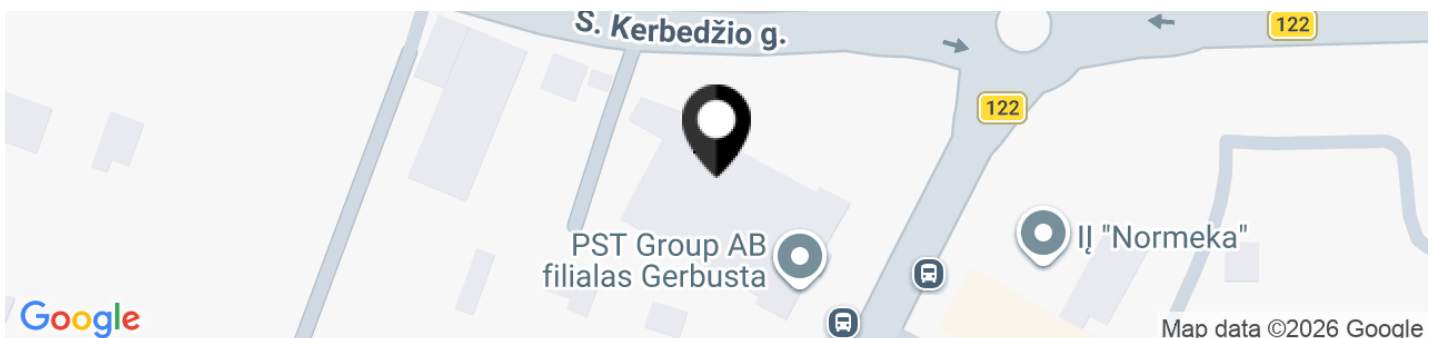 S. Kerbedžio g.
122
122
PST Group AB
filialas Gerbusta
IĮ "Normeka"
Google
Map data ©2026 Google